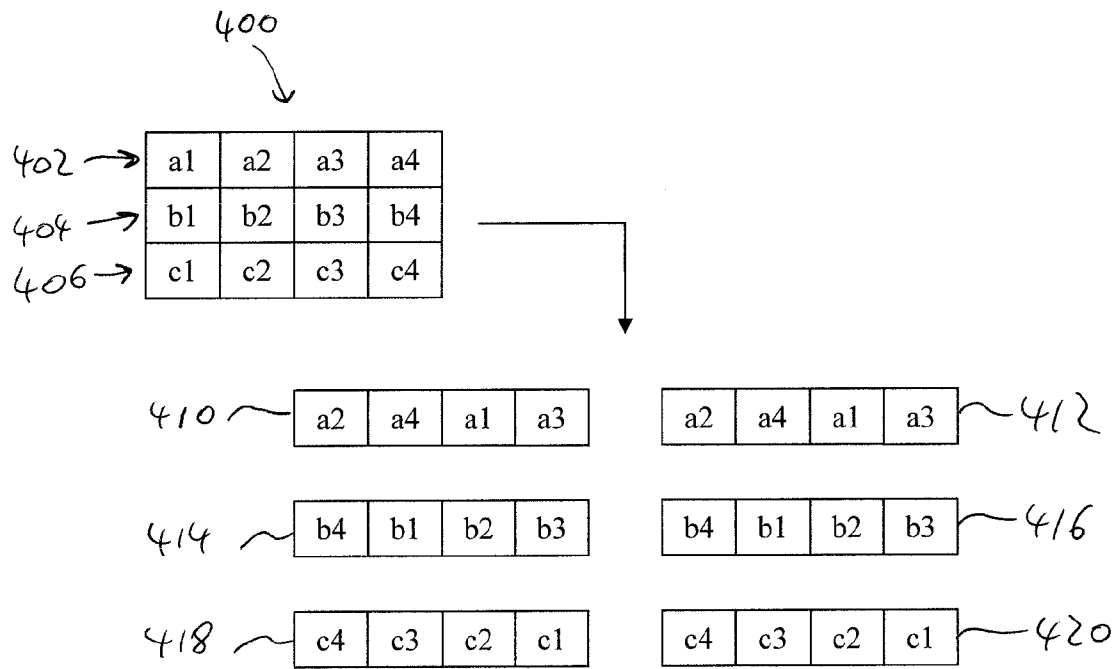 400
402 a1 a2 a3 a4
404 b1 b2 b3 b4
406 c1 c2 c3 c4
410 a2 a4 a1 a3 a2 a4 a1 a3 412
414 b4 b1 b2 b3 b4 b1 b2 b3 416
418 c4 c3 c2 c1 c4 c3 c2 c1 420